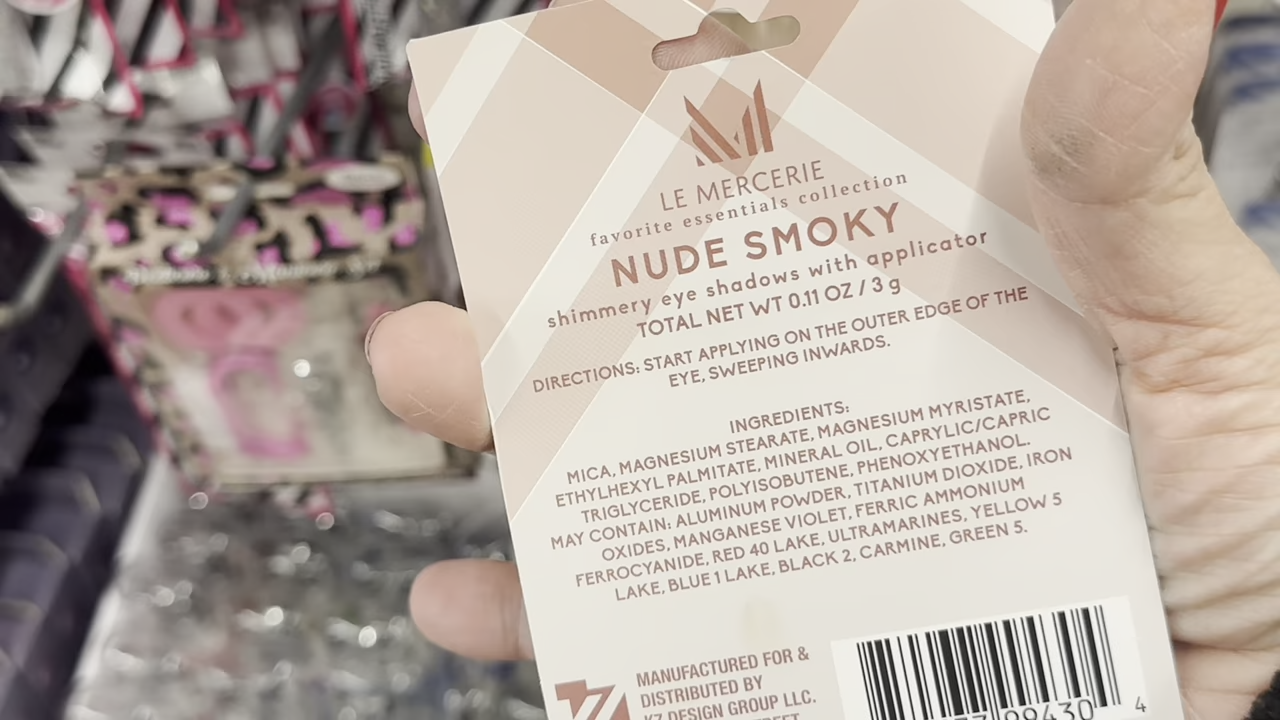 LE MERCERIE
favorite essentials collection
NUDE SMOKY
shimmery eye shadows with applicator
TOTAL NET WT 0.11 OZ / 3 g
DIRECTIONS: START APPLYING ON THE OUTER EDGE OF THE
EYE, SWEEPING INWARDS.
INGREDIENTS:
MICA, MAGNESIUM STEARATE, MAGNESIUM MYRISTATE,
ETHYLHEXYL PALMITATE, MINERAL OIL, CAPRYLIC/CAPRIC
TRIGLYCERIDE, POLYISOBUTENE, PHENOXYETHANOL.
MAY CONTAIN: ALUMINUM POWDER, TITANIUM DIOXIDE, IRON
OXIDES, MANGANESE VIOLET, FERRIC AMMONIUM
FERROCYANIDE, RED 40 LAKE, ULTRAMARINES, YELLOW 5
LAKE, BLUE 1 LAKE, BLACK 2, CARMINE, GREEN 5.
MANUFACTURED FOR &
DISTRIBUTED BY
KZ DESIGN GROUP LLC.
99430 4